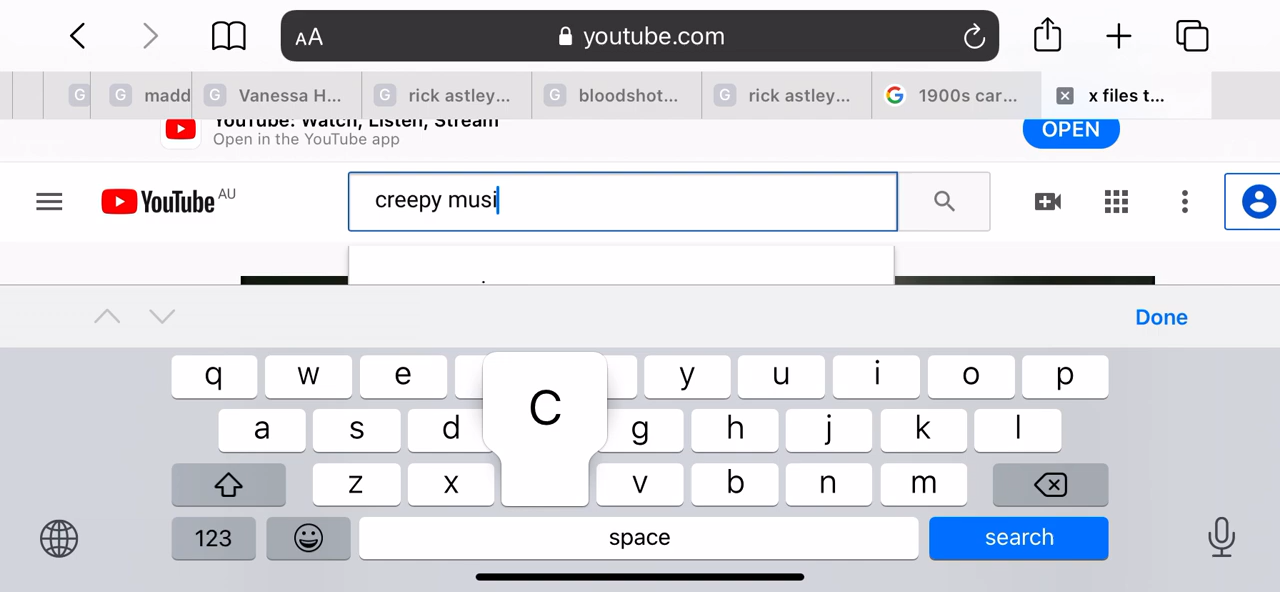 AA youtube.com
madd Vanessa H... rick astley... bloodshot... rick astley... 1900s car... x files t...
YouTube: Watch, Listen, Stream
Open in the YouTube app
OPEN
YouTube AU
creepy musi
Done
q w e y u i o p
C
a s d g h j k l
z x v b n m
123 space search